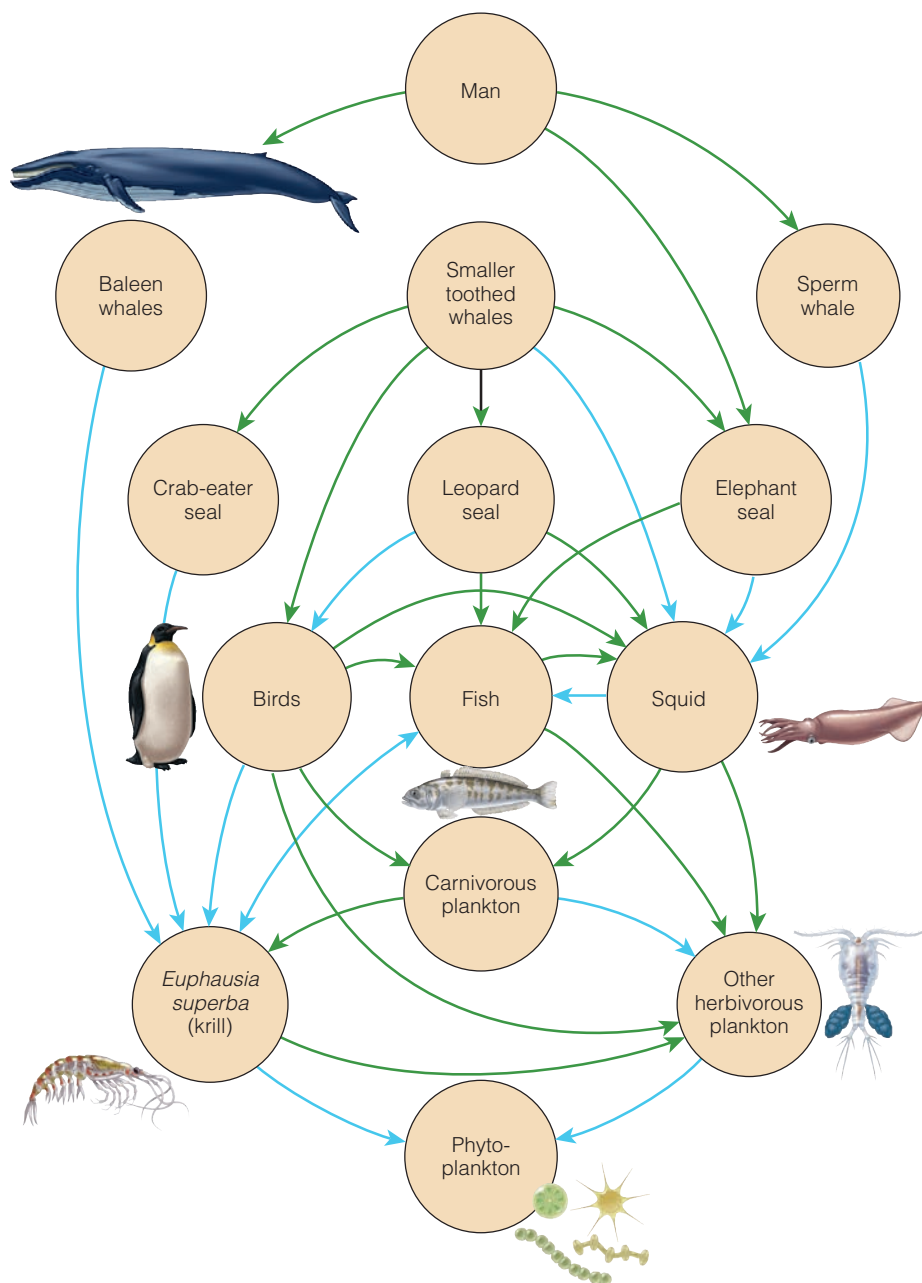 Man
Baleen
whales
Smaller
toothed
whales
Sperm
whale
Crab-eater
seal
Leopard
seal
Elephant
seal
Birds
Fish
Squid
Carnivorous
plankton
Euphausia
superba
(krill)
Other
herbivorous
plankton
Phyto-
plankton